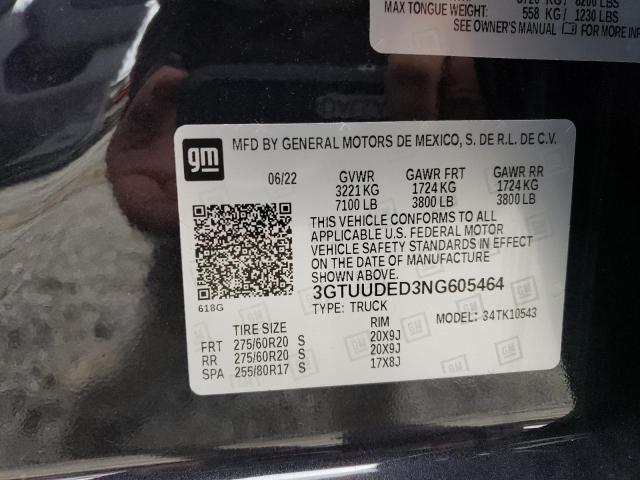 MAX TONGUE WEIGHT: 558 KG / 1230 LBS
SEE OWNER'S MANUAL FOR MORE
gm
MFD BY GENERAL MOTORS DE MEXICO, S. DE R.L. DE C.V.
06/22 GVWR GAWR FRT GAWR RR
3221 KG 1724 KG 1724 KG
7100 LB 3800 LB 3800 LB
THIS VEHICLE CONFORMS TO ALL
APPLICABLE U.S. FEDERAL MOTOR
VEHICLE SAFETY STANDARDS IN EFFECT
ON THE DATE OF MANUFACTURE
SHOWN ABOVE.
618G
3GTUUDED3NG605464
TYPE: TRUCK
MODEL: 34TK10543
TIRE SIZE RIM
FRT 275/60R20 S 20X9J
RR 275/60R20 S 20X9J
SPA 255/80R17 S 17X8J